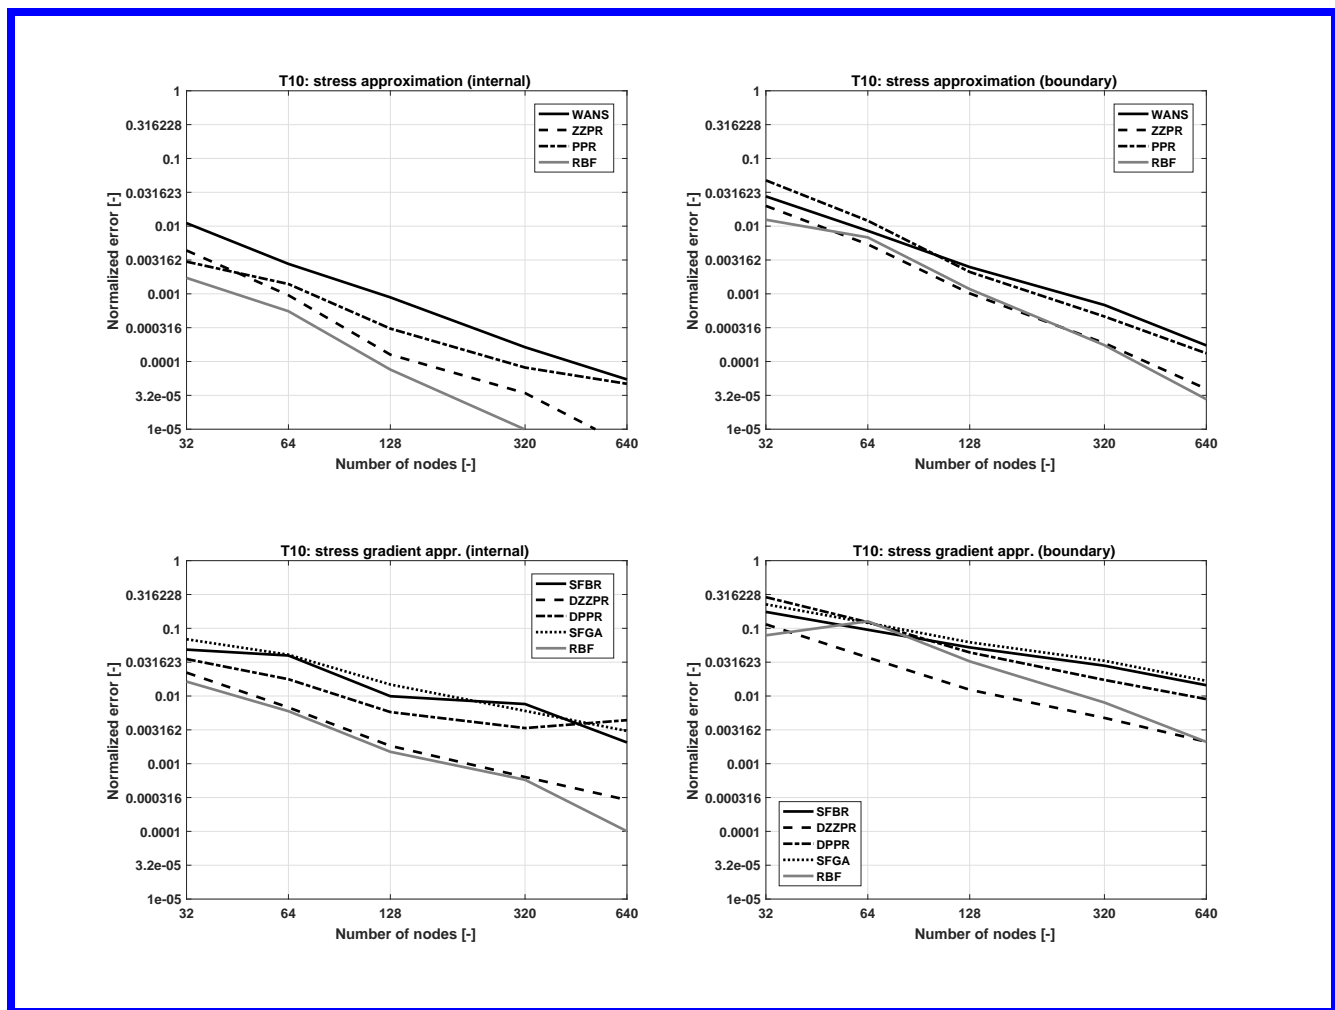 T10: stress approximation (internal)
1
0.316228
0.1
0.031623
0.01
0.003162
0.001
0.000316
0.0001
3.2e-05
1e-05
Normalized error [-]
32 64 128 320 640
Number of nodes [-]
WANS
ZZPR
PPR
RBF
T10: stress approximation (boundary)
1
0.316228
0.1
0.031623
0.01
0.003162
0.001
0.000316
0.0001
3.2e-05
1e-05
Normalized error [-]
32 64 128 320 640
Number of nodes [-]
WANS
ZZPR
PPR
RBF
T10: stress gradient appr. (internal)
1
0.316228
0.1
0.031623
0.01
0.003162
0.001
0.000316
0.0001
3.2e-05
1e-05
Normalized error [-]
32 64 128 320 640
Number of nodes [-]
SFBR
DZZPR
DPPR
SFGA
RBF
T10: stress gradient appr. (boundary)
1
0.316228
0.1
0.031623
0.01
0.003162
0.001
0.000316
0.0001
3.2e-05
1e-05
Normalized error [-]
32 64 128 320 640
Number of nodes [-]
SFBR
DZZPR
DPPR
SFGA
RBF